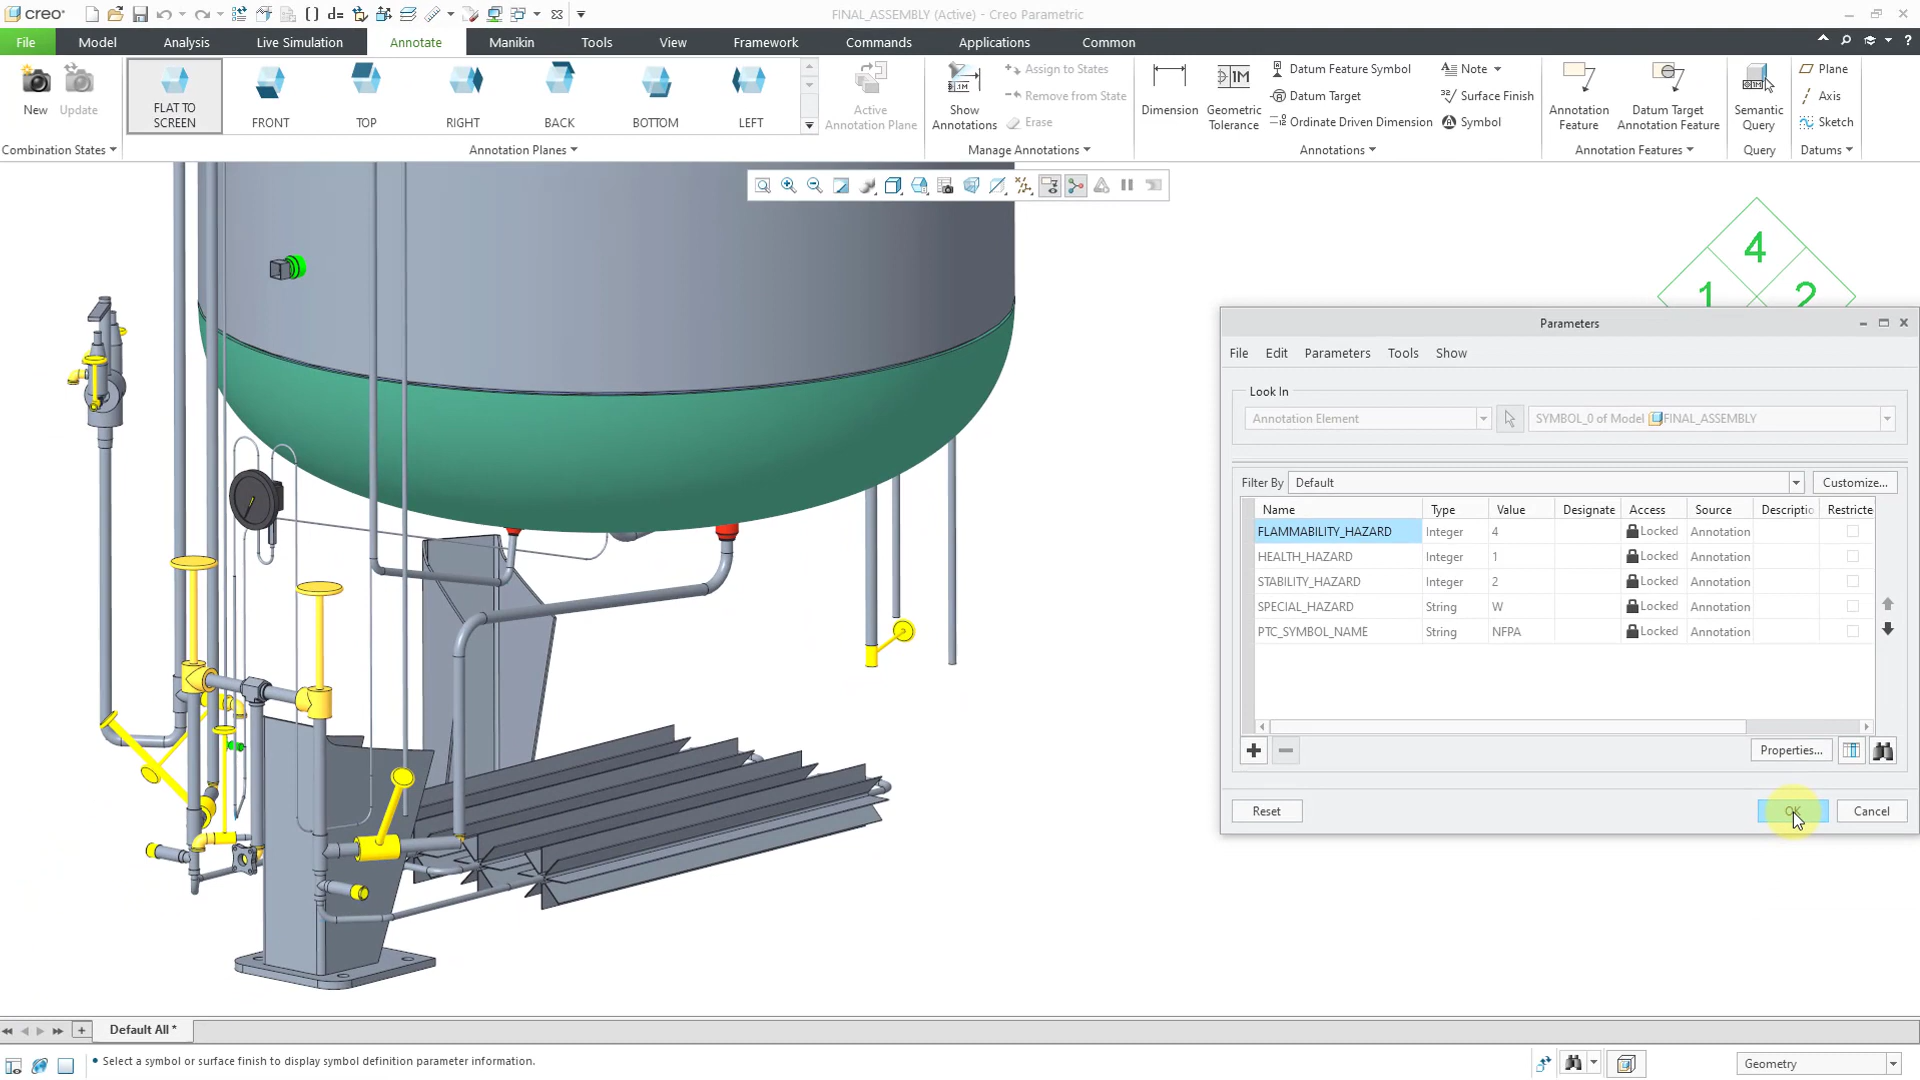 creo
FINAL_ASSEMBLY (Active) - Creo Parametric
File Model Analysis Live Simulation Annotate Manikin Tools View Framework Commands Applications Common
New
Update
FLAT TO SCREEN
FRONT
TOP
RIGHT
BACK
BOTTOM
LEFT
Active Annotation Plane
Show Annotations
Assign to States
Remove from State
Erase
Dimension
Geometric Tolerance
Datum Feature Symbol
Datum Target
Ordinate Driven Dimension
Note
Surface Finish
Symbol
Annotation Feature
Datum Target Annotation Feature
Semantic Query
Plane
Axis
Sketch
Combination States
Annotation Planes
Manage Annotations
Annotations
Annotation Features
Query
Datums
4
1 2
Parameters
File Edit Parameters Tools Show
Look In
Annotation Element
SYMBOL_0 of Model FINAL_ASSEMBLY
Filter By Default Customize...
Name Type Value Designate Access Source Descriptio Restricte
FLAMMABILITY_HAZARD Integer 4 Locked Annotation
HEALTH_HAZARD Integer 1 Locked Annotation
STABILITY_HAZARD Integer 2 Locked Annotation
SPECIAL_HAZARD String W Locked Annotation
PTC_SYMBOL_NAME String NFPA Locked Annotation
Properties...
Reset OK Cancel
Default All *
Select a symbol or surface finish to display symbol definition parameter information.
Geometry